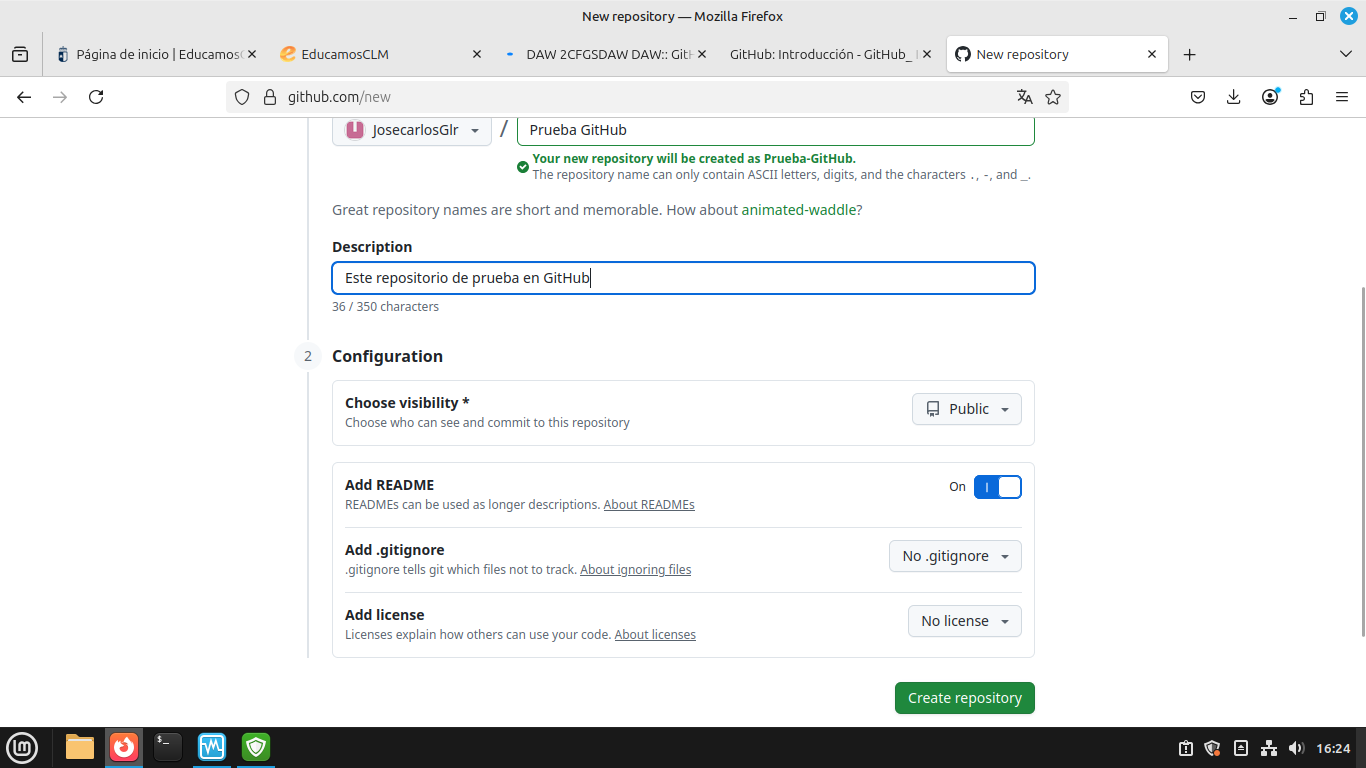 New repository — Mozilla Firefox
Página de inicio | EducamosC
EducamosCLM
DAW 2CFGSDAW DAW:: GitH
GitHub: Introducción - GitHub_
New repository
github.com/new
JosecarlosGlr / Prueba GitHub
Your new repository will be created as Prueba-GitHub.
The repository name can only contain ASCII letters, digits, and the characters ., -, and _.
Great repository names are short and memorable. How about animated-waddle?
Description
Este repositorio de prueba en GitHub
36 / 350 characters
2 Configuration
Choose visibility *
Choose who can see and commit to this repository
Public
Add README
READMEs can be used as longer descriptions. About READMEs
On
Add .gitignore
.gitignore tells git which files not to track. About ignoring files
No .gitignore
Add license
Licenses explain how others can use your code. About licenses
No license
Create repository
16:24